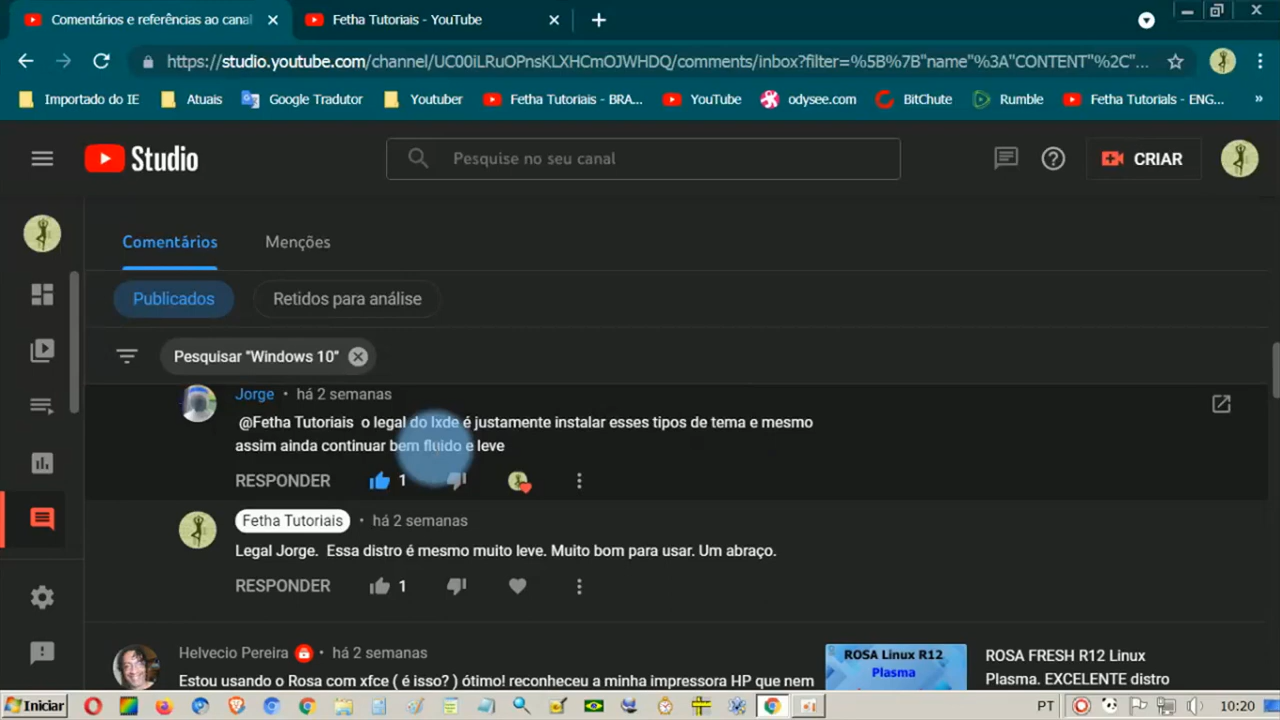 Comentários e referências ao canal
Fetha Tutoriais - YouTube
https://studio.youtube.com/channel/UC00iLRuOPnsKLXHCmOJWHDQ/comments/inbox?filter=%5B%7B"name"%3A"CONTENT"%2C"...
Importado do IE
Atuais
Google Tradutor
Youtuber
Fetha Tutoriais - BRA...
YouTube
odysee.com
BitChute
Rumble
Fetha Tutorials - ENG...
»
Studio
Pesquise no seu canal
CRIAR
Comentários
Menções
Publicados
Retidos para análise
Pesquisar "Windows 10"
Jorge • há 2 semanas
@Fetha Tutoriais o legal do lxde é justamente instalar esses tipos de tema e mesmo
assim ainda continuar bem fluido e leve
RESPONDER 1
Fetha Tutoriais • há 2 semanas
Legal Jorge. Essa distro é mesmo muito leve. Muito bom para usar. Um abraço.
RESPONDER 1
Helvecio Pereira • há 2 semanas
Estou usando o Rosa com xfce ( é isso? ) ótimo! reconheceu a minha impressora HP que nem
ROSA Linux R12
Plasma
ROSA FRESH R12 Linux
Plasma. EXCELENTE distro
Iniciar
PT
10:20